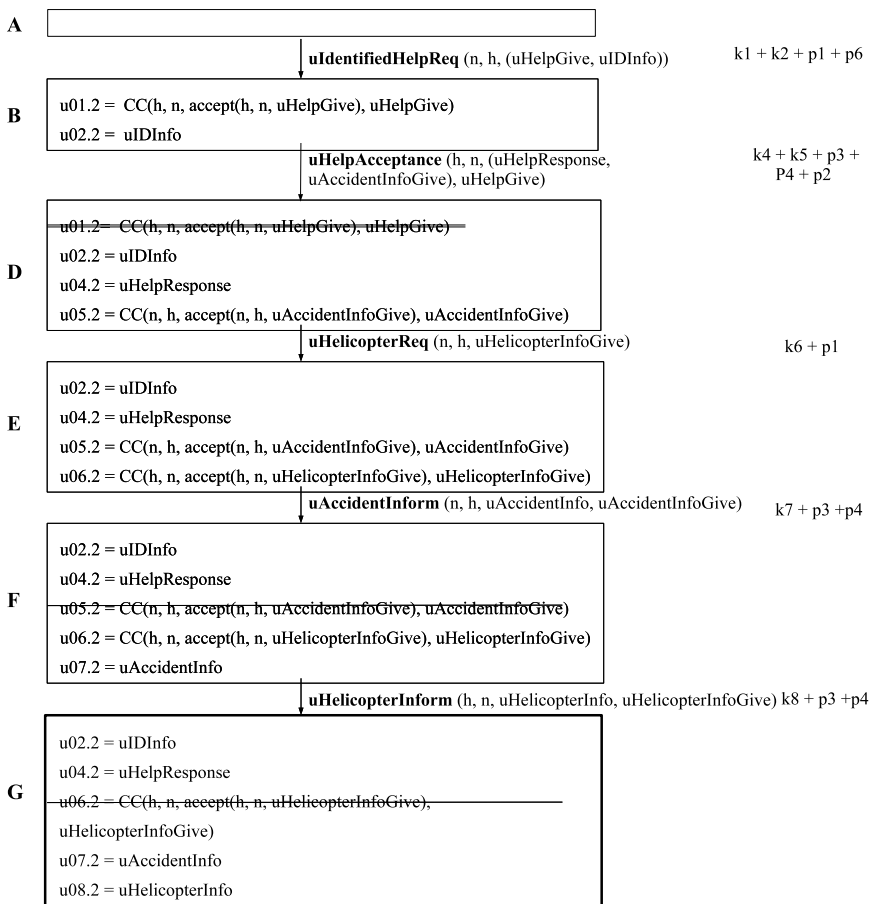 A
uIdentifiedHelpReq (n, h, (uHelpGive, uIDInfo))
k1 + k2 + p1 + p6
B
u01.2 = CC(h, n, accept(h, n, uHelpGive), uHelpGive)
u02.2 = uIDInfo
uHelpAcceptance (h, n, (uHelpResponse,
uAccidentInfoGive), uHelpGive)
k4 + k5 + p3 +
P4 + p2
D
u01.2= CC(h, n, accept(h, n, uHelpGive), uHelpGive)
u02.2 = uIDInfo
u04.2 = uHelpResponse
u05.2 = CC(n, h, accept(n, h, uAccidentInfoGive), uAccidentInfoGive)
uHelicopterReq (n, h, uHelicopterInfoGive)
k6 + p1
E
u02.2 = uIDInfo
u04.2 = uHelpResponse
u05.2 = CC(n, h, accept(n, h, uAccidentInfoGive), uAccidentInfoGive)
u06.2 = CC(h, n, accept(h, n, uHelicopterInfoGive), uHelicopterInfoGive)
uAccidentInform (n, h, uAccidentInfo, uAccidentInfoGive)
k7 + p3 +p4
F
u02.2 = uIDInfo
u04.2 = uHelpResponse
u05.2 = CC(n, h, accept(n, h, uAccidentInfoGive), uAccidentInfoGive)
u06.2 = CC(h, n, accept(h, n, uHelicopterInfoGive), uHelicopterInfoGive)
u07.2 = uAccidentInfo
uHelicopterInform (h, n, uHelicopterInfo, uHelicopterInfoGive)
k8 + p3 +p4
G
u02.2 = uIDInfo
u04.2 = uHelpResponse
u06.2 = CC(h, n, accept(h, n, uHelicopterInfoGive),
uHelicopterInfoGive)
u07.2 = uAccidentInfo
u08.2 = uHelicopterInfo